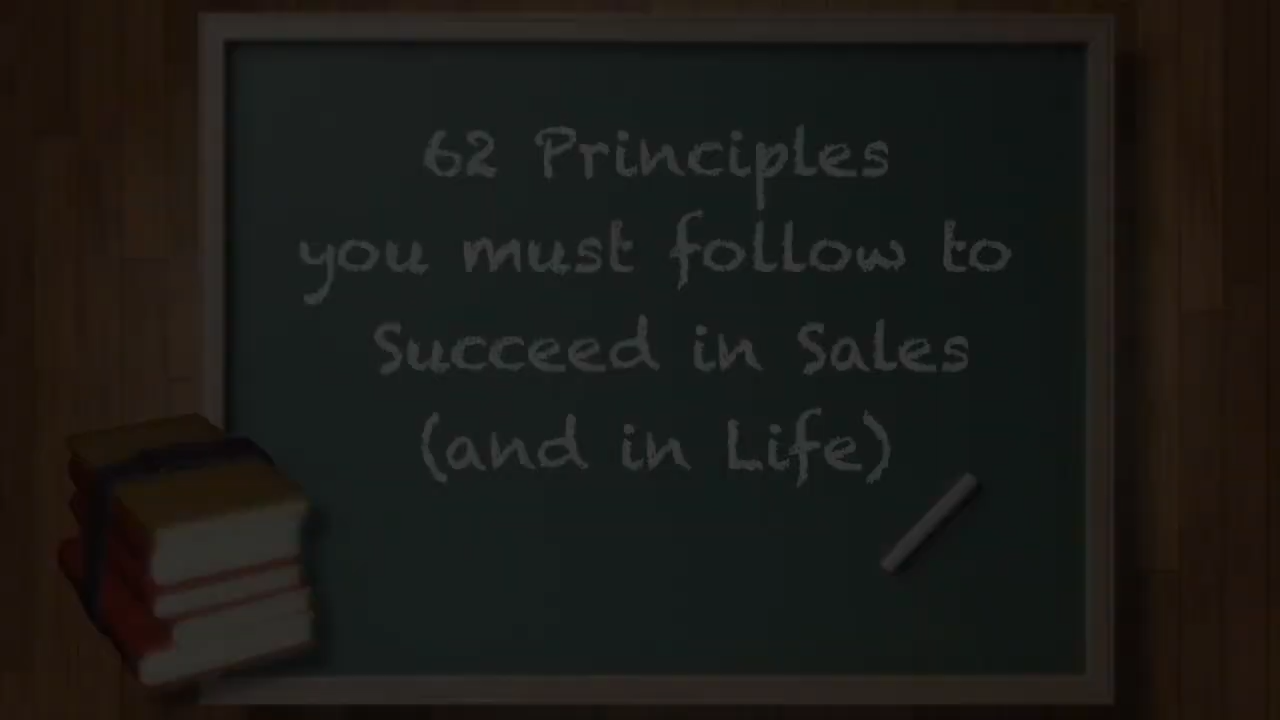 62 Principles
you must follow to
Succeed in Sales
(and in Life)